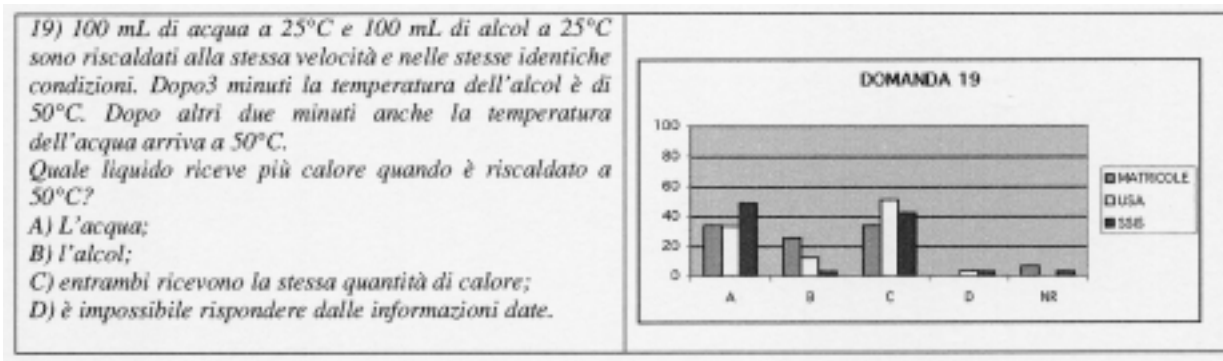 19) 100 mL di acqua a 25°C e 100 mL di alcol a 25°C
sono riscaldati alla stessa velocità e nelle stesse identiche
condizioni. Dopo3 minuti la temperatura dell'alcol è di
50°C. Dopo altri due minuti anche la temperatura
dell'acqua arriva a 50°C.
Quale liquido riceve più calore quando è riscaldato a
50°C?
A) L'acqua;
B) l'alcol;
C) entrambi ricevono la stessa quantità di calore;
D) è impossibile rispondere dalle informazioni date.
DOMANDA 19
100
80
60
40
20
0
A B C D NR
MATRICOLE
USA
SSIS